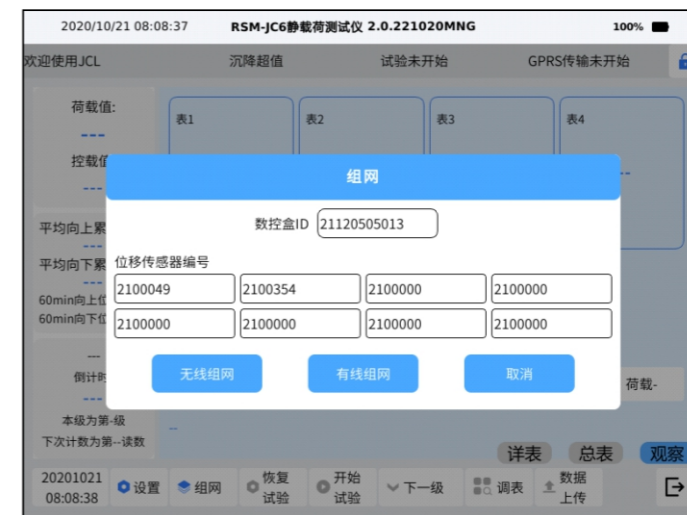 2020/10/21 08:08:37 RSM-JC6静载荷测试仪 2.0.221020MNG 100%
欢迎使用JCL 沉降超值 试验未开始 GPRS传输未开始
荷载值:
---
表1 表2 表3 表4
控载值
---
--
组网
数控盒ID 21120505013
平均向上累
---
平均向下累
---
60min向上位
60min向下位
位移传感器编号
2100049 2100354 2100000 2100000
2100000 2100000 2100000 2100000
无线组网 有线组网 取消
---
倒计时
---
荷载-
本级为第-级
下次计数为第--读数
--
详表 总表 观察
20201021
08:08:38
设置 组网 恢复
试验 开始
试验 下一级 调表 数据
上传